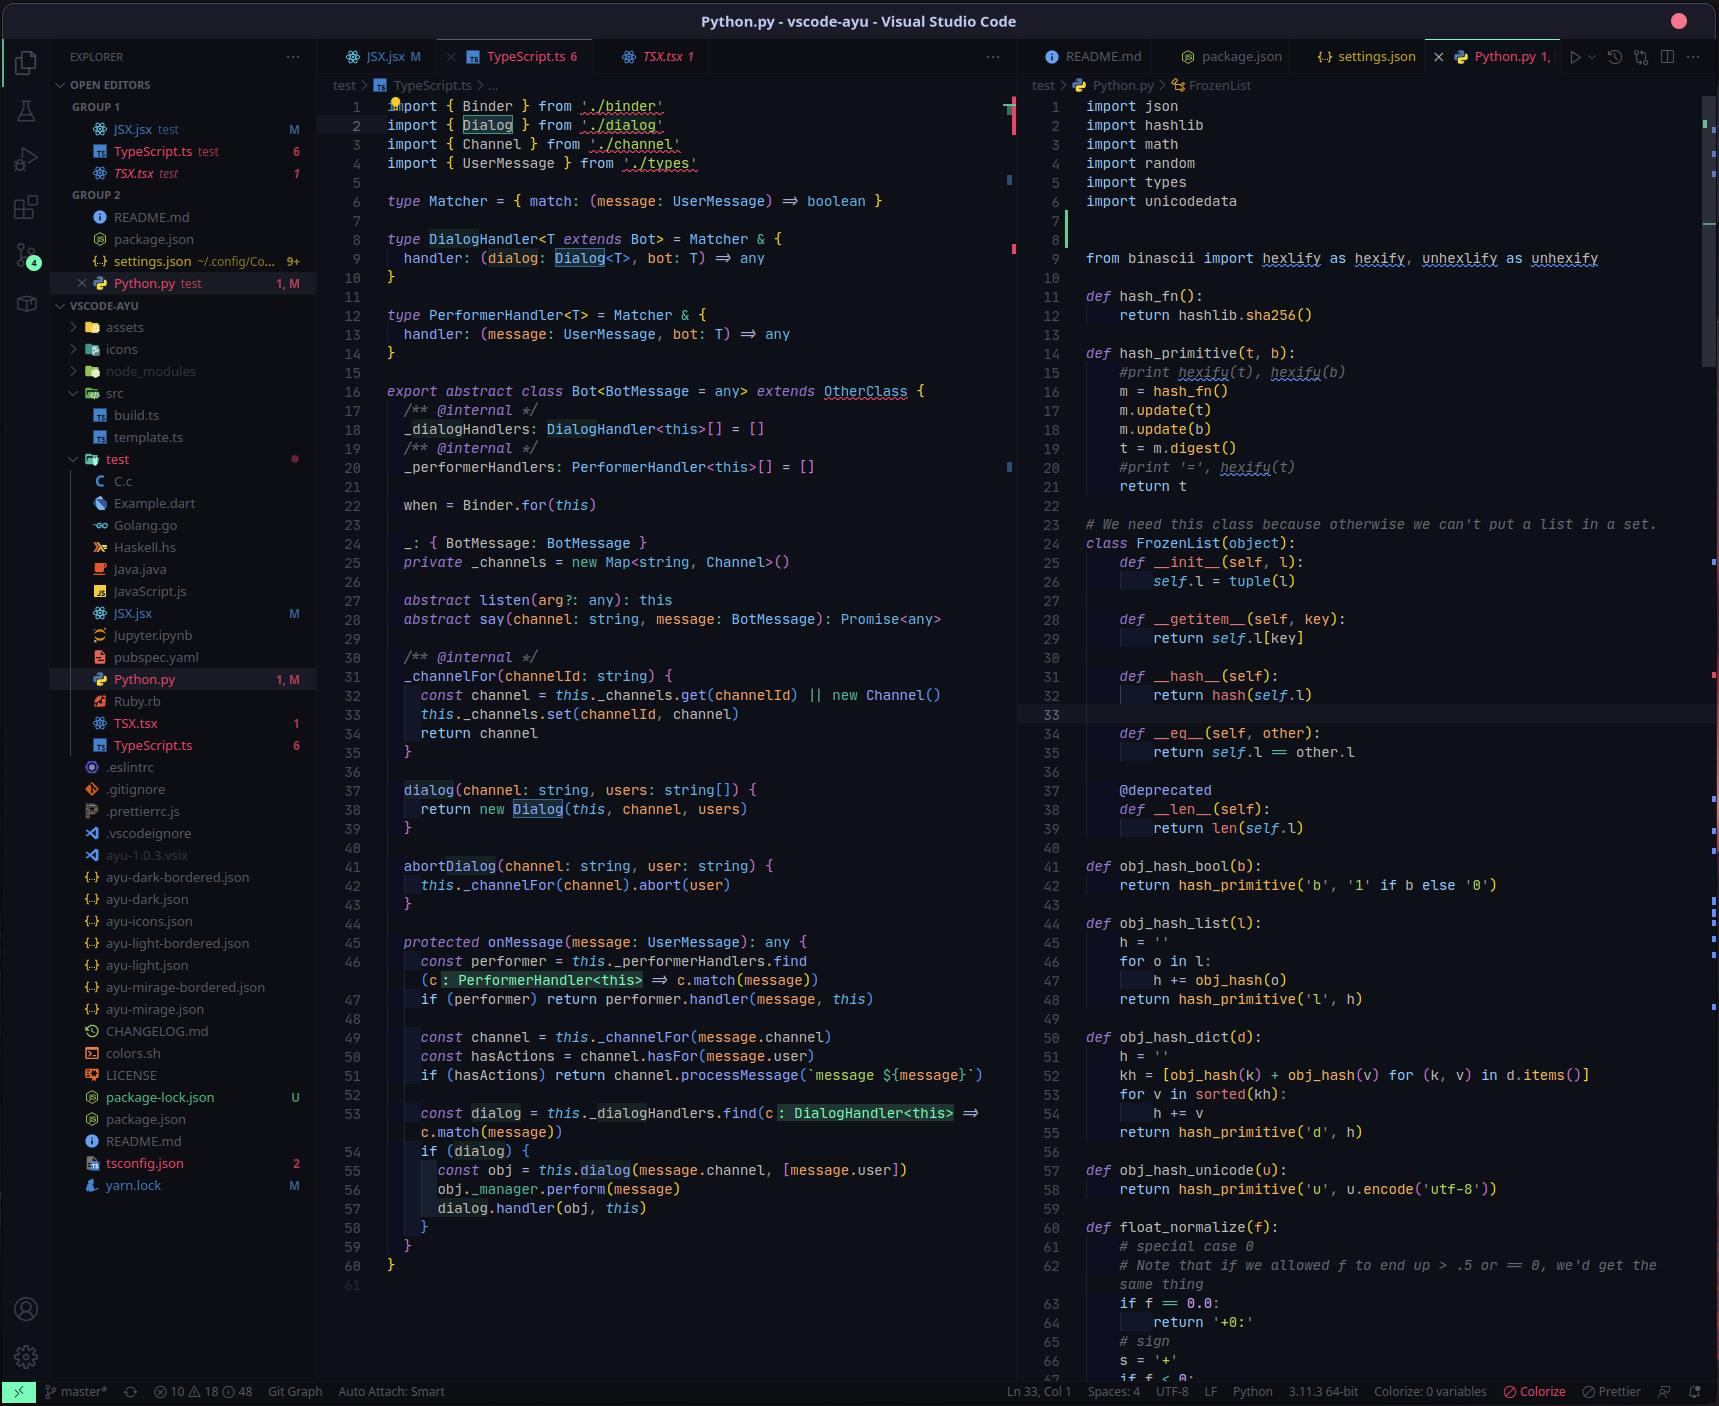 Python.py - vscode-ayu - Visual Studio Code
EXPLORER
OPEN EDITORS
GROUP 1
JSX.jsx test M
TypeScript.ts test 6
TSX.tsx test 1
GROUP 2
README.md
package.json
settings.json ~/.config/Co... 9+
Python.py test 1, M
VSCODE-AYU
assets
icons
node_modules
src
build.ts
template.ts
test
C.c
Example.dart
Golang.go
Haskell.hs
Java.java
JavaScript.js
JSX.jsx M
Jupyter.ipynb
pubspec.yaml
Python.py 1, M
Ruby.rb
TSX.tsx 1
TypeScript.ts 6
.eslintrc
.gitignore
.prettierrc.js
.vscodeignore
ayu-1.0.3.vsix
ayu-dark-bordered.json
ayu-dark.json
ayu-icons.json
ayu-light-bordered.json
ayu-light.json
ayu-mirage-bordered.json
ayu-mirage.json
CHANGELOG.md
colors.sh
LICENSE
package-lock.json U
package.json
README.md
tsconfig.json 2
yarn.lock M
4
JSX.jsx M TypeScript.ts 6 TSX.tsx 1
test > TypeScript.ts > ...
1 import { Binder } from './binder'
2 import { Dialog } from './dialog'
3 import { Channel } from './channel'
4 import { UserMessage } from './types'
5
6 type Matcher = { match: (message: UserMessage) => boolean }
7
8 type DialogHandler<T extends Bot> = Matcher & {
9 handler: (dialog: Dialog<T>, bot: T) => any
10 }
11
12 type PerformerHandler<T> = Matcher & {
13 handler: (message: UserMessage, bot: T) => any
14 }
15
16 export abstract class Bot<BotMessage = any> extends OtherClass {
17 /** @internal */
18 _dialogHandlers: DialogHandler<this>[] = []
19 /** @internal */
20 _performerHandlers: PerformerHandler<this>[] = []
21
22 when = Binder.for(this)
23
24 _: { BotMessage: BotMessage }
25 private _channels = new Map<string, Channel>()
26
27 abstract listen(arg?: any): this
28 abstract say(channel: string, message: BotMessage): Promise<any>
29
30 /** @internal */
31 _channelFor(channelId: string) {
32 const channel = this._channels.get(channelId) || new Channel()
33 this._channels.set(channelId, channel)
34 return channel
35 }
36
37 dialog(channel: string, users: string[]) {
38 return new Dialog(this, channel, users)
39 }
40
41 abortDialog(channel: string, user: string) {
42 this._channelFor(channel).abort(user)
43 }
44
45 protected onMessage(message: UserMessage): any {
46 const performer = this._performerHandlers.find
(c: PerformerHandler<this> => c.match(message))
47 if (performer) return performer.handler(message, this)
48
49 const channel = this._channelFor(message.channel)
50 const hasActions = channel.hasFor(message.user)
51 if (hasActions) return channel.processMessage(`message ${message}`)
52
53 const dialog = this._dialogHandlers.find(c: DialogHandler<this> =>
c.match(message))
54 if (dialog) {
55 const obj = this.dialog(message.channel, [message.user])
56 obj._manager.perform(message)
57 dialog.handler(obj, this)
58 }
59 }
60 }
61
README.md package.json settings.json Python.py 1,
test > Python.py > FrozenList
1 import json
2 import hashlib
3 import math
4 import random
5 import types
6 import unicodedata
7
8
9 from binascii import hexlify as hexify, unhexlify as unhexify
10
11 def hash_fn():
12 return hashlib.sha256()
13
14 def hash_primitive(t, b):
15 #print hexify(t), hexify(b)
16 m = hash_fn()
17 m.update(t)
18 m.update(b)
19 t = m.digest()
20 #print '=', hexify(t)
21 return t
22
23 # We need this class because otherwise we can't put a list in a set.
24 class FrozenList(object):
25 def __init__(self, l):
26 self.l = tuple(l)
27
28 def __getitem__(self, key):
29 return self.l[key]
30
31 def __hash__(self):
32 return hash(self.l)
33
34 def __eq__(self, other):
35 return self.l == other.l
36
37 @deprecated
38 def __len__(self):
39 return len(self.l)
40
41 def obj_hash_bool(b):
42 return hash_primitive('b', '1' if b else '0')
43
44 def obj_hash_list(l):
45 h = ''
46 for o in l:
47 h += obj_hash(o)
48 return hash_primitive('l', h)
49
50 def obj_hash_dict(d):
51 h = ''
52 kh = [obj_hash(k) + obj_hash(v) for (k, v) in d.items()]
53 for v in sorted(kh):
54 h += v
55 return hash_primitive('d', h)
56
57 def obj_hash_unicode(u):
58 return hash_primitive('u', u.encode('utf-8'))
59
60 def float_normalize(f):
61 # special case 0
62 # Note that if we allowed f to end up > .5 or == 0, we'd get the
same thing
63 if f == 0.0:
64 return '+0:'
65 # sign
66 s = '+'
67 if f < 0:
master* 10 18 48 Git Graph Auto Attach: Smart
Ln 33, Col 1 Spaces: 4 UTF-8 LF Python 3.11.3 64-bit Colorize: 0 variables Colorize Prettier